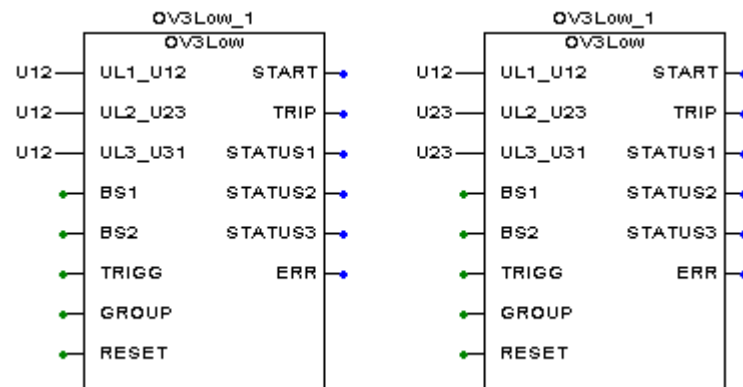 OV3Low_1 OV3Low_1
OV3Low OV3Low
U12 UL1_U12 START U12 UL1_U12 START
U12 UL2_U23 TRIP U23 UL2_U23 TRIP
U12 UL3_U31 STATUS1 U23 UL3_U31 STATUS1
BS1 STATUS2 BS1 STATUS2
BS2 STATUS3 BS2 STATUS3
TRIGG ERR TRIGG ERR
GROUP GROUP
RESET RESET